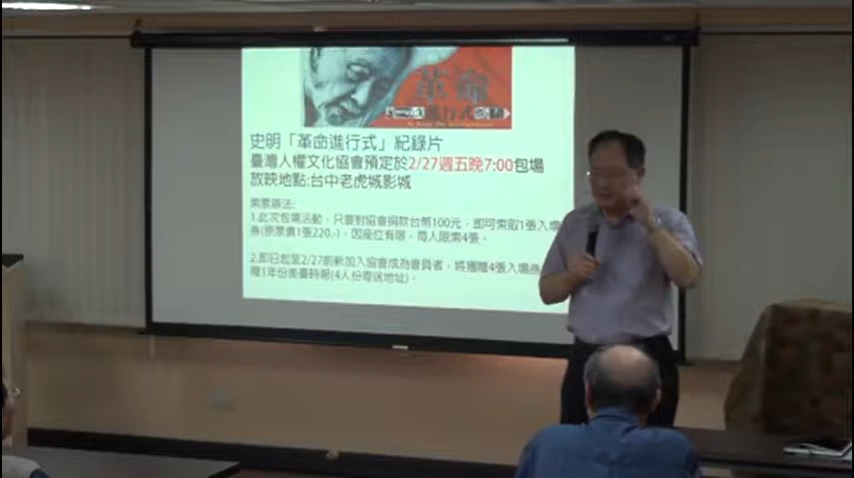 革命
進行式
史明「革命進行式」紀錄片
臺灣人權文化協會預定於2/27週五晚7:00包場
放映地點:台中老虎城影城
索票辦法:
1.此次包場活動，只要對協會捐款台幣100元，即可索取1張入場
券(原票價1張220,-)，因座位有限，每人限索4張。
2.即日起至2/27前新加入協會成為會員者，將獲贈4張入場券
贈1年份美臺時報(4人份寄送地址)。